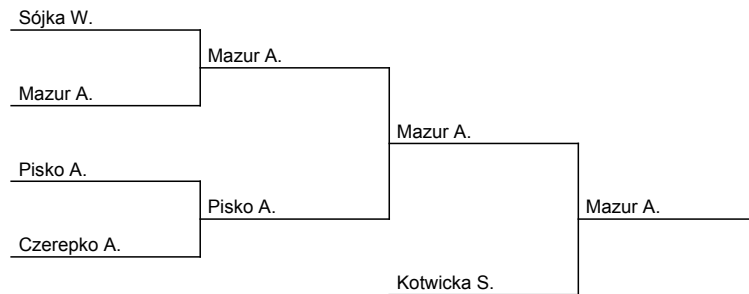 Sójka W.
Mazur A.
Mazur A.
Mazur A.
Pisko A.
Pisko A.
Mazur A.
Czerepko A.
Kotwicka S.